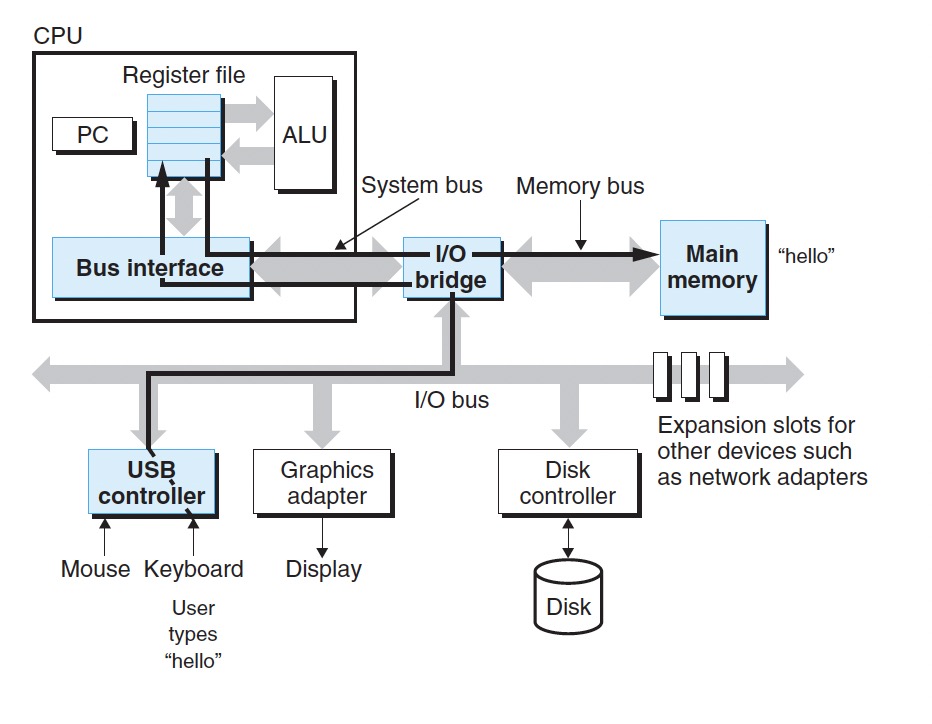 CPU
Register file
PC
ALU
System bus
Memory bus
Bus interface
I/O
bridge
Main
memory
“hello”
I/O bus
Expansion slots for
other devices such
as network adapters
USB
controller
Graphics
adapter
Disk
controller
Mouse
Keyboard
Display
Disk
User
types
“hello”